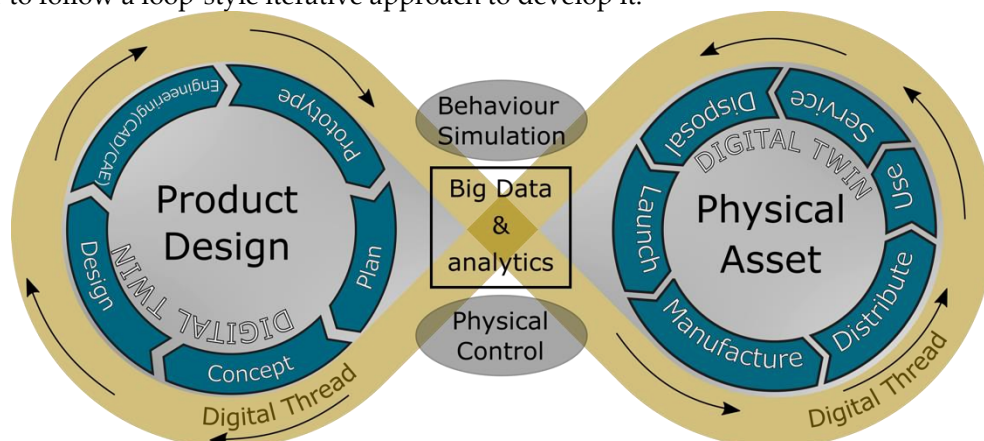 to follow a loop-style iterative approach to develop it.
Engineering(CAD/CAE)
Prototype
Plan
Concept
Design
Product
Design
DIGITAL TWIN
Digital Thread
Behaviour
Simulation
Big Data
&
analytics
Physical
Control
Disposal
Service
Use
Distribute
Manufacture
Launch
DIGITAL TWIN
Physical
Asset
Digital Thread